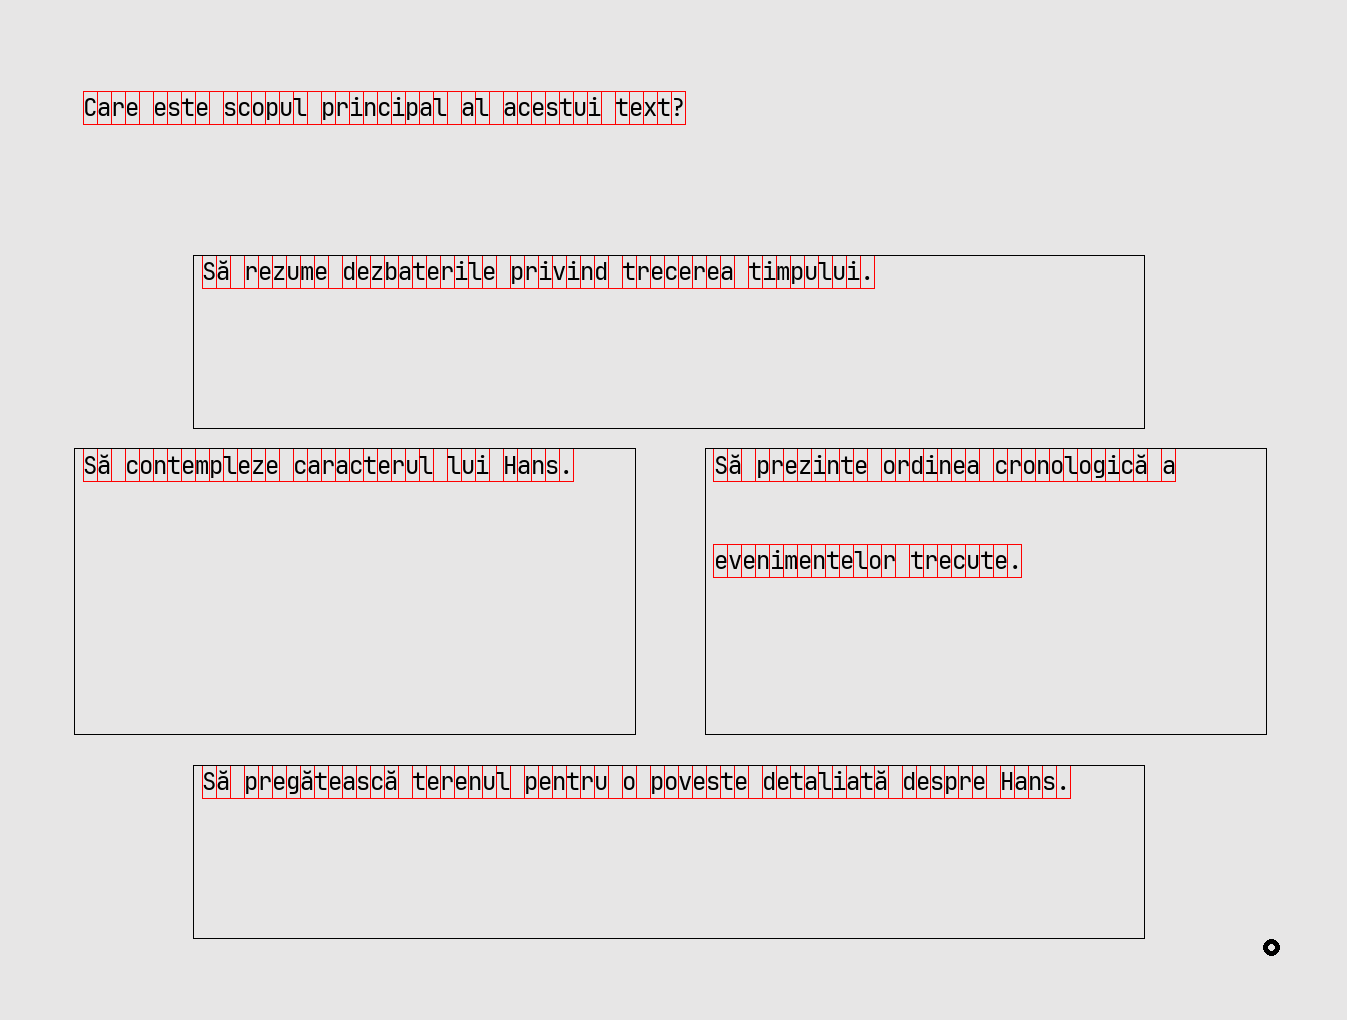 Care este scopul principal al acestui text?
Să rezume dezbaterile privind trecerea timpului.
Să contempleze caracterul lui Hans.
Să prezinte ordinea cronologică a
evenimentelor trecute.
Să pregătească terenul pentru o poveste detaliată despre Hans.